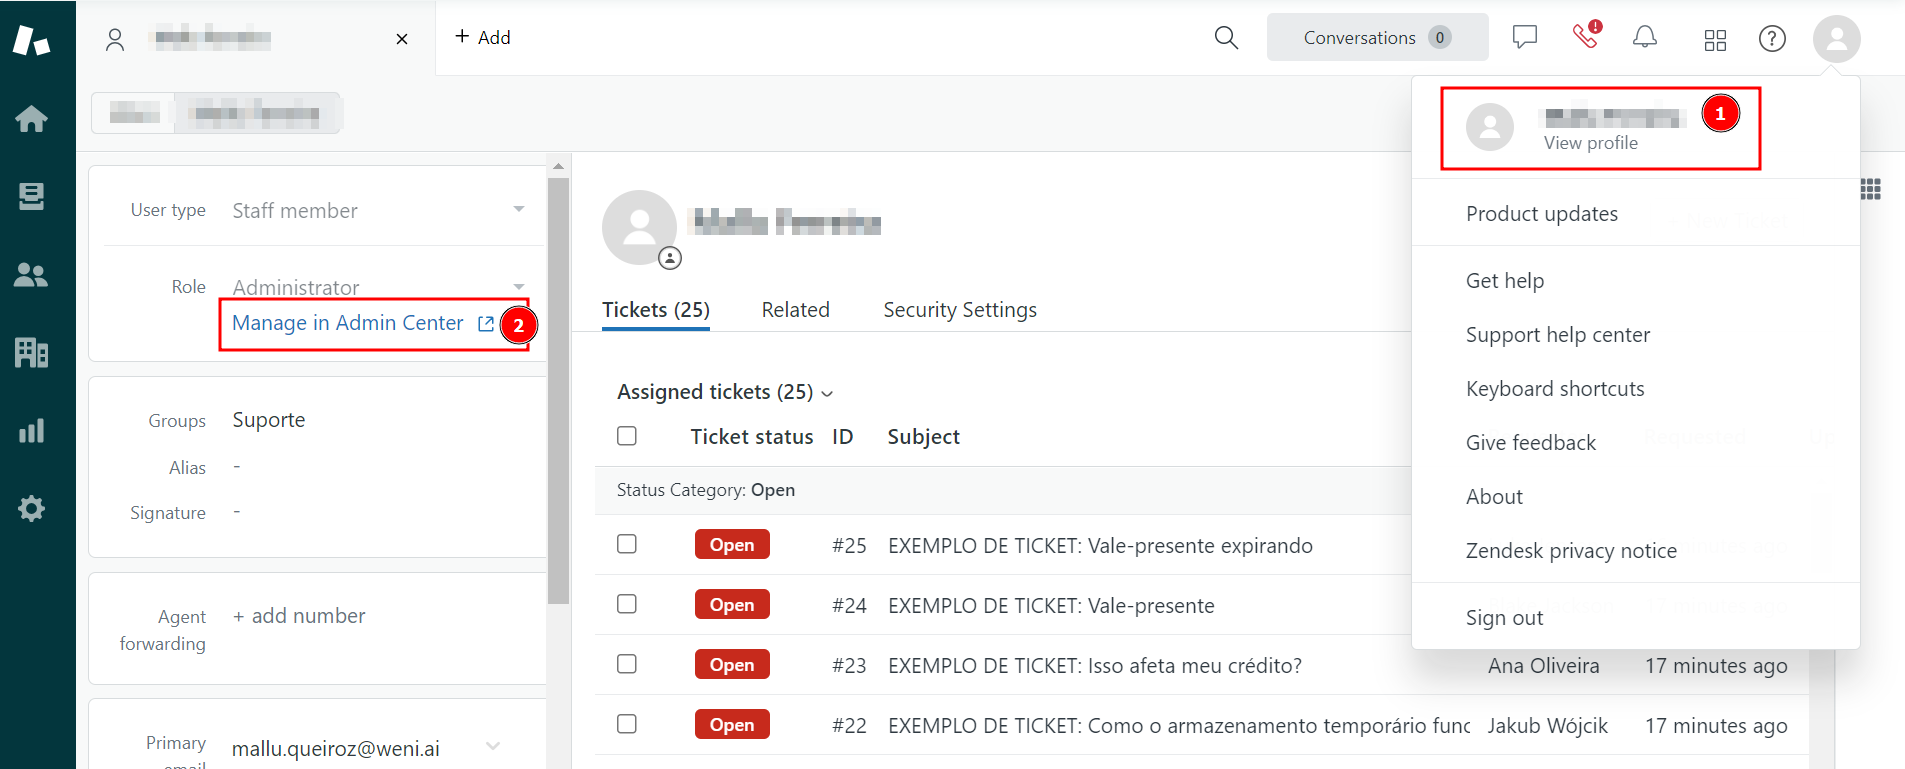 + Add
Conversations 0
!
1
View profile
Product updates
Get help
Support help center
Keyboard shortcuts
Give feedback
About
Zendesk privacy notice
Sign out
User type Staff member
Role Administrator
Manage in Admin Center
2
Groups Suporte
Alias -
Signature -
Agent forwarding + add number
Primary email mallu.queiroz@weni.ai
Tickets (25) Related Security Settings
Assigned tickets (25)
Ticket status ID Subject
Status Category: Open
Open #25 EXEMPLO DE TICKET: Vale-presente expirando
Open #24 EXEMPLO DE TICKET: Vale-presente
Open #23 EXEMPLO DE TICKET: Isso afeta meu crédito? Ana Oliveira 17 minutes ago
Open #22 EXEMPLO DE TICKET: Como o armazenamento temporário func Jakub Wójcik 17 minutes ago